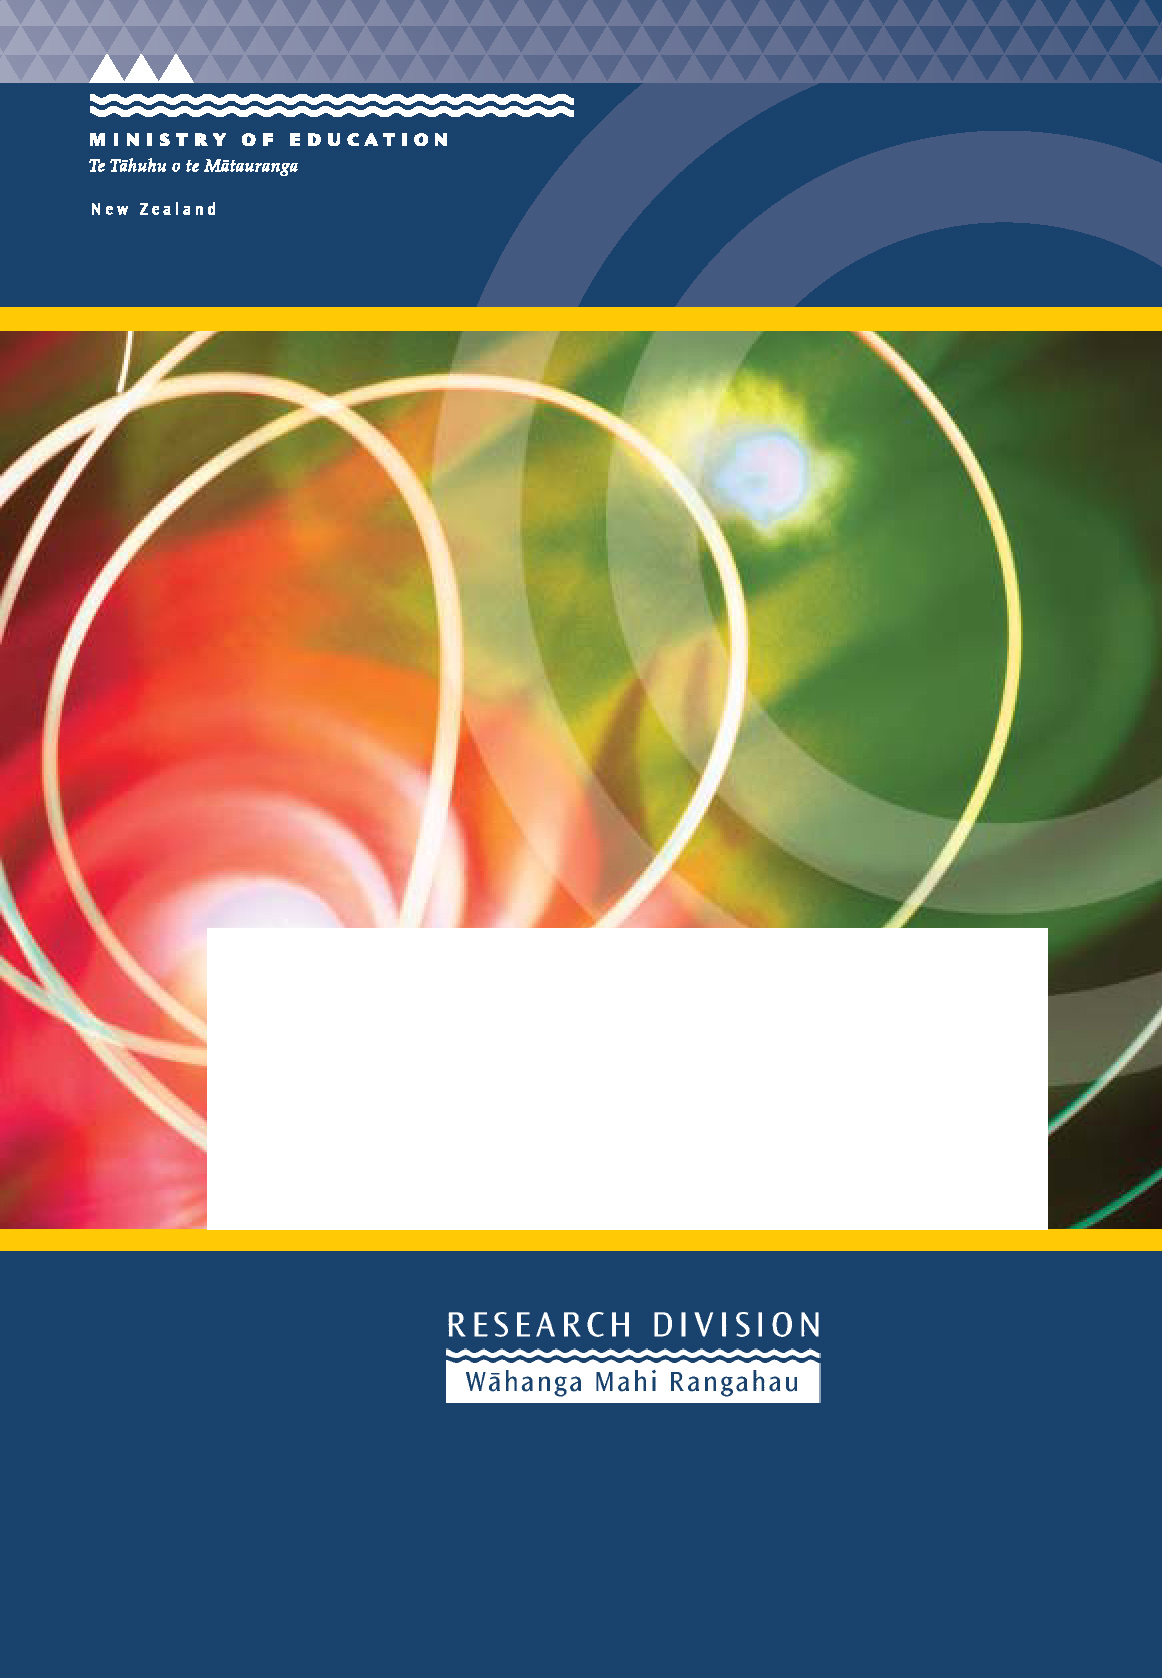 MINISTRY OF EDUCATION
Te Tāhuhu o te Mātauranga
New Zealand
RESEARCH DIVISION
Wāhanga Mahi Rangahau